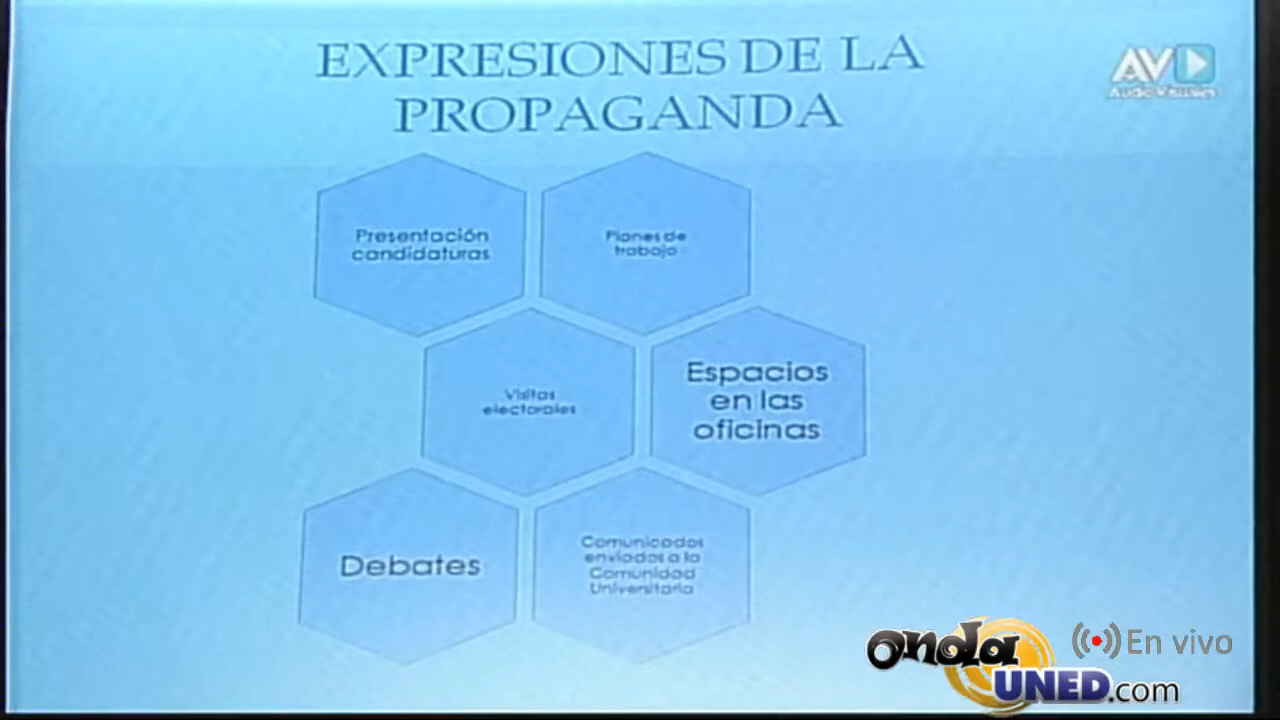 EXPRESIONES DE LA
PROPAGANDA
AV
Audiovisuales
Presentación
candidaturas
Planes de
trabajo
Visitas
electorales
Espacios
en las
oficinas
Debates
Comunicados
enviados a la
Comunidad
Universitaria
onda
UNED.com
En vivo